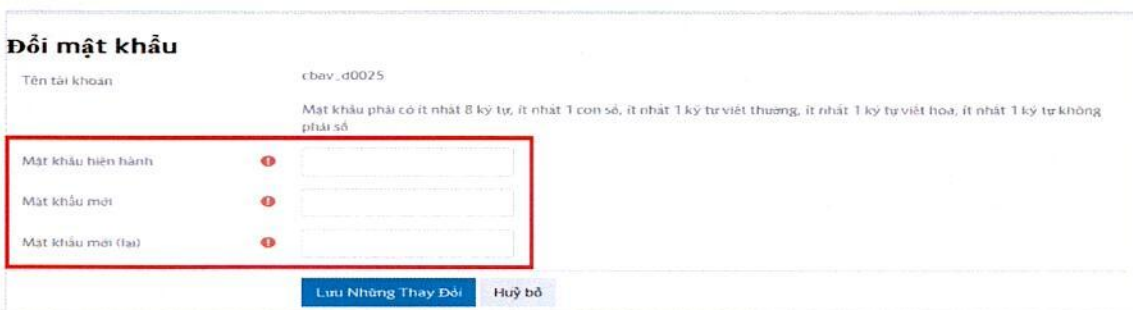 Đổi mật khẩu
Tên tài khoản
cbav_d0025
Mật khẩu phải có ít nhất 8 ký tự, ít nhất 1 con số, ít nhất 1 ký tự viết thường, ít nhất 1 ký tự viết hoa, ít nhất 1 ký tự không
phải số
Mật khẩu hiện hành
Mật khẩu mới
Mật khẩu mới (lại)
Lưu Những Thay Đổi
Huỷ bỏ